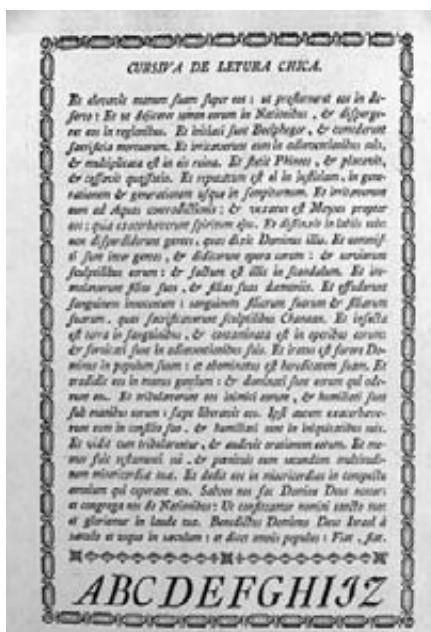 CURSIVA DE LETURA CHICA.
Et elevavit manum suam super eos : ut prosterneret eos in de-
serto : Et ut dejiceret semen eorum in Nationibus , & disperge-
ret eos in regionibus. Et initiati sunt Beelphegor , & comederunt
sacrificia mortuorum. Et irritaverunt eum in adinventionibus suis,
& multiplicata est in eis ruina. Et stetit Phinees , & placavit,
& cessavit quassatio. Et reputatum est ei in justitiam, in gene-
rationem & generationem usque in sempiternum. Et irritaverunt
eum ad Aquas contradictionis : & vexatus est Moyses propter
eos : quia exacerbaverunt spiritum ejus. Et distinxit in labiis suis:
non disperdiderunt gentes , quas dixit Dominus illis. Et commisti
sunt inter gentes , & didicerunt opera eorum : & servierunt
sculptilibus eorum : & factum est illis in scandalum. Et im-
molaverunt filios suos , & filias suas dæmoniis. Et effuderunt
sanguinem innocentem : sanguinem filiorum suorum & filiarum
suarum , quas sacrificaverunt sculptilibus Chanaan. Et infecta
est terra in sanguinibus , & contaminata est in operibus eorum:
& fornicati sunt in adinventionibus suis. Et iratus est furore Do-
minus in populum suum : et abominatus est hereditatem suam. Et
tradidit eos in manus gentium : & dominati sunt eorum qui ode-
runt eos. Et tribulaverunt eos inimici eorum , & humiliati sunt
sub manibus eorum : sæpe liberavit eos. Ipsi autem exacerbave-
runt eum in consilio suo , & humiliati sunt in iniquitatibus suis.
Et vidit cum tribularentur , & audivit orationem eorum. Et me-
mor fuit testamenti sui , & pœnituit eum secundum multitudi-
nem misericordiæ suæ. Et dedit eos in misericordias in conspectu
omnium qui ceperant eos. Salvos nos fac Domine Deus noster:
et congrega nos de Nationibus : Ut confiteamur nomini sancto tuo:
et gloriemur in laude tua. Benedictus Dominus Deus Israel à
sæculo et usque in sæculum : et dicet omnis populus : Fiat , fiat.
ABCDEFGHIJZ